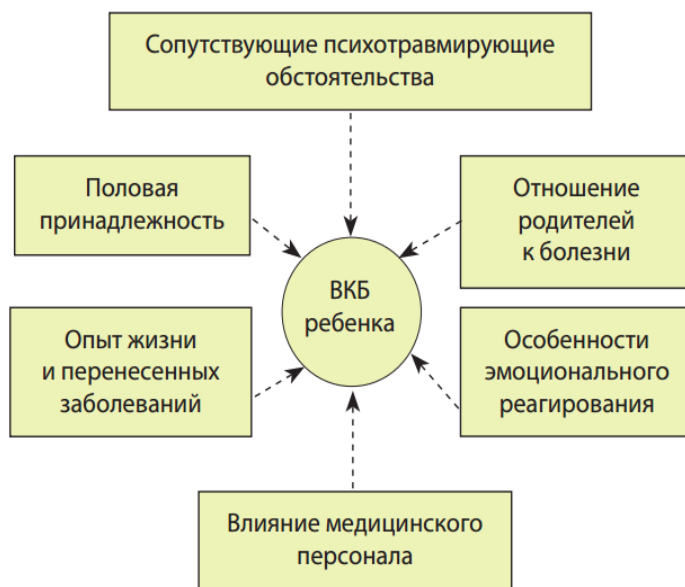 Сопутствующие психотравмирующие
обстоятельства
Половая
принадлежность
Отношение
родителей
к болезни
ВКБ
ребенка
Опыт жизни
и перенесенных
заболеваний
Особенности
эмоционального
реагирования
Влияние медицинского
персонала